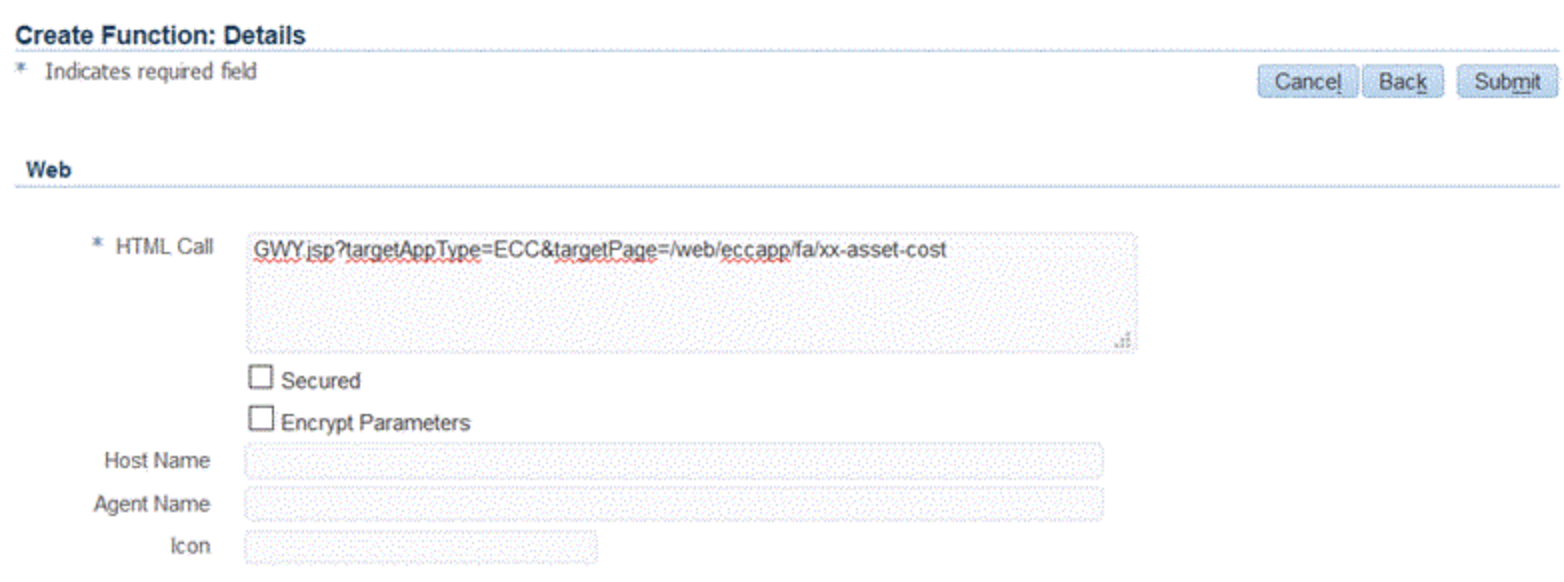 Create Function: Details
* Indicates required field
Cancel Back Submit
Web
* HTML Call GWY.jsp?targetAppType=ECC&targetPage=/web/eccapp/fa/xx-asset-cost
Secured
Encrypt Parameters
Host Name
Agent Name
Icon